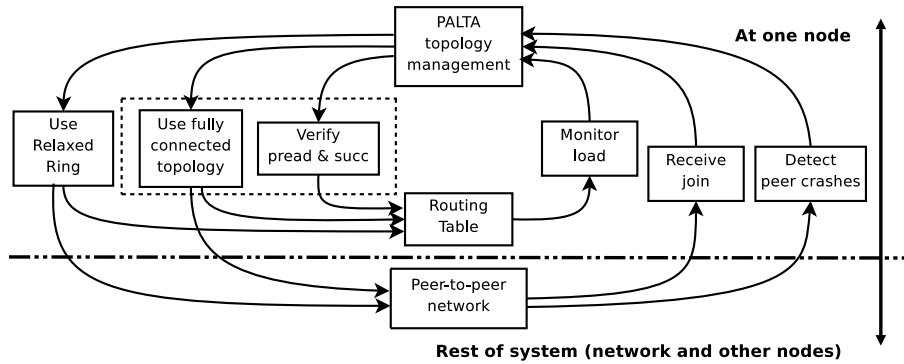 PALTA
topology
management
At one node
Use
Relaxed
Ring
Use fully
connected
topology
Verify
pread & succ
Monitor
load
Receive
join
Detect
peer crashes
Routing
Table
Peer-to-peer
network
Rest of system (network and other nodes)